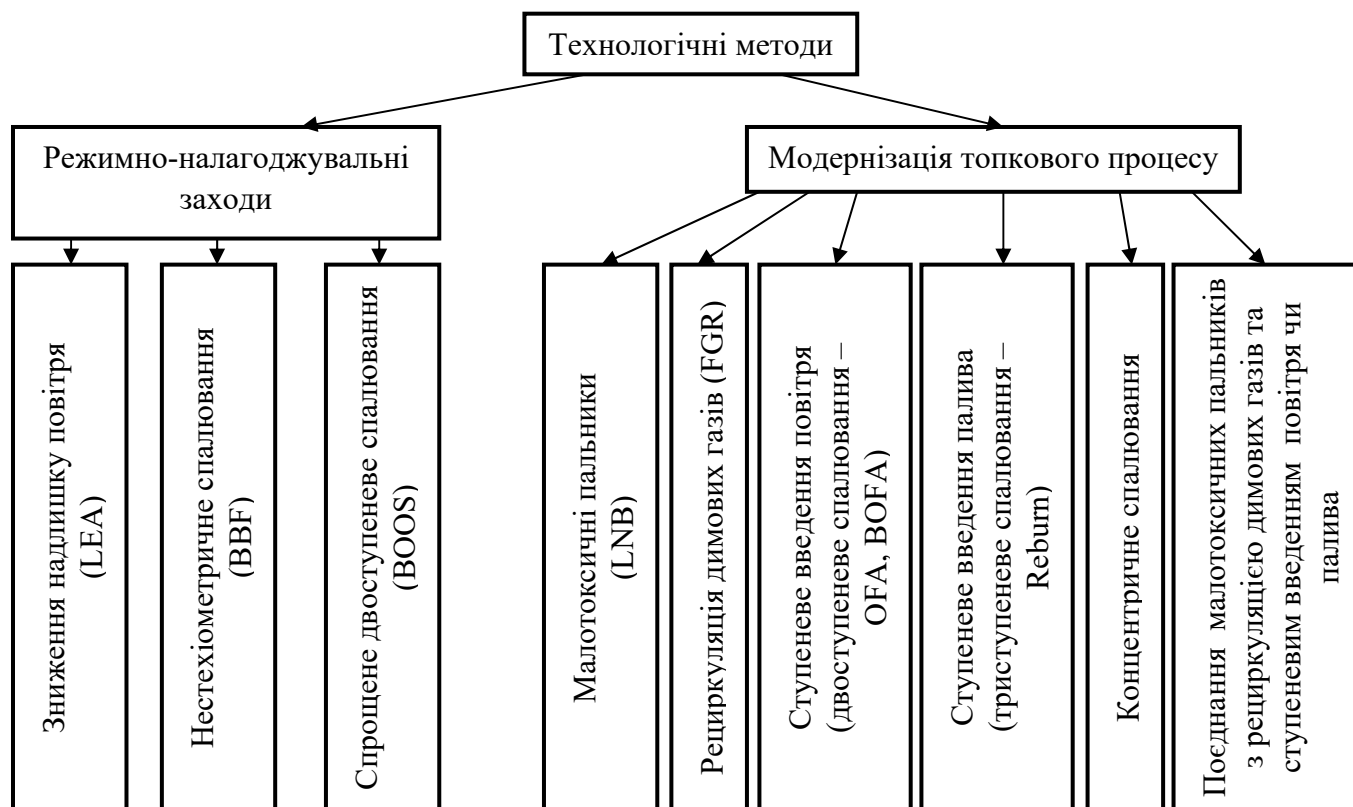 Технологічні методи
Режимно-налагоджувальні
заходи
Модернізація топкового процесу
Зниження надлишку повітря
(LEA)
Нестехіометричне спалювання
(BBF)
Спрощене двоступеневе спалювання
(BOOS)
Малотоксичні пальники
(LNB)
Рециркуляція димових газів (FGR)
Ступеневе введення повітря
(двоступеневе спалювання –
OFA, BOFA)
Ступеневе введення палива
(триступеневе спалювання –
Reburn)
Концентричне спалювання
Поєднання малотоксичних пальників
з рециркуляцією димових газів та
ступеневим введенням повітря чи
палива